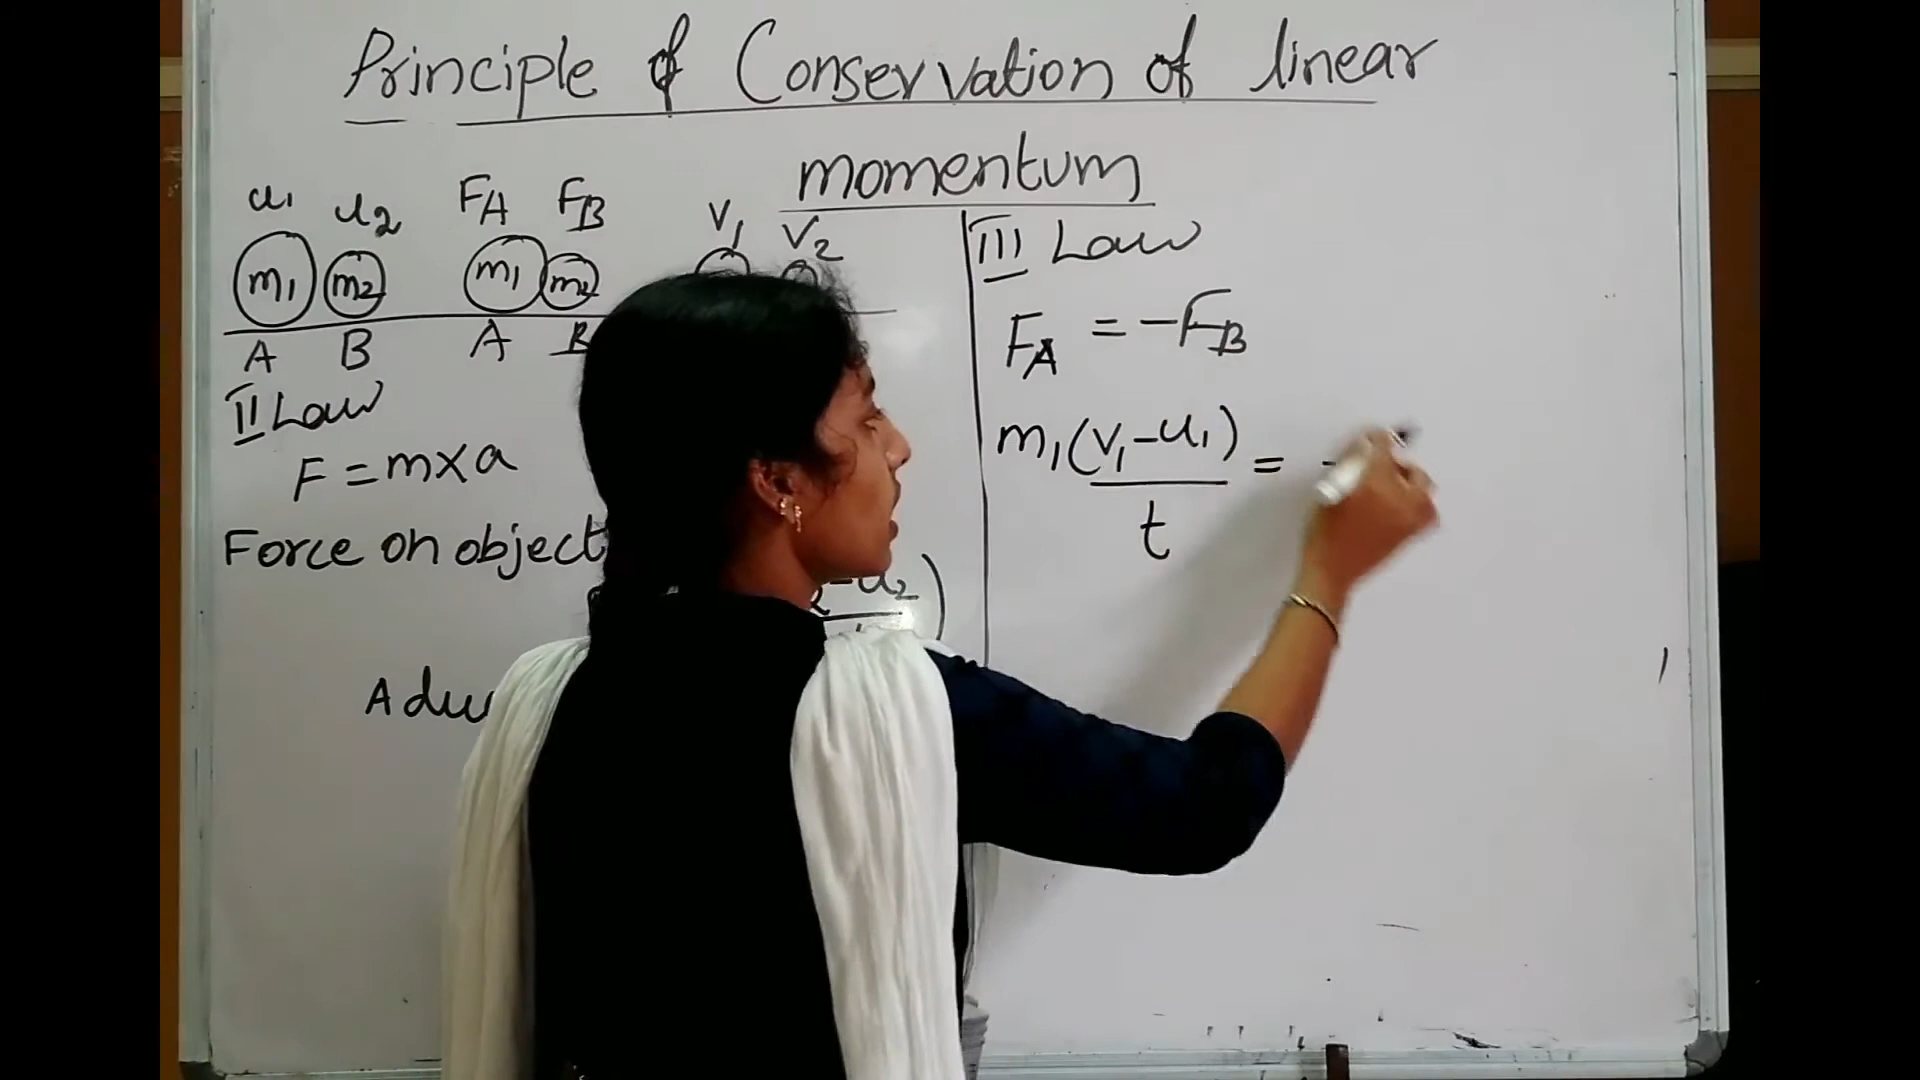 Principle of Conservation of linear
momentum
u1 u2 FA FB V1 V2
m1 m2 m1 m2
A B A B
II Law
F = m x a
Force on object
-u2
III Law
FA = -FB
m1(V1-u1) = -
t